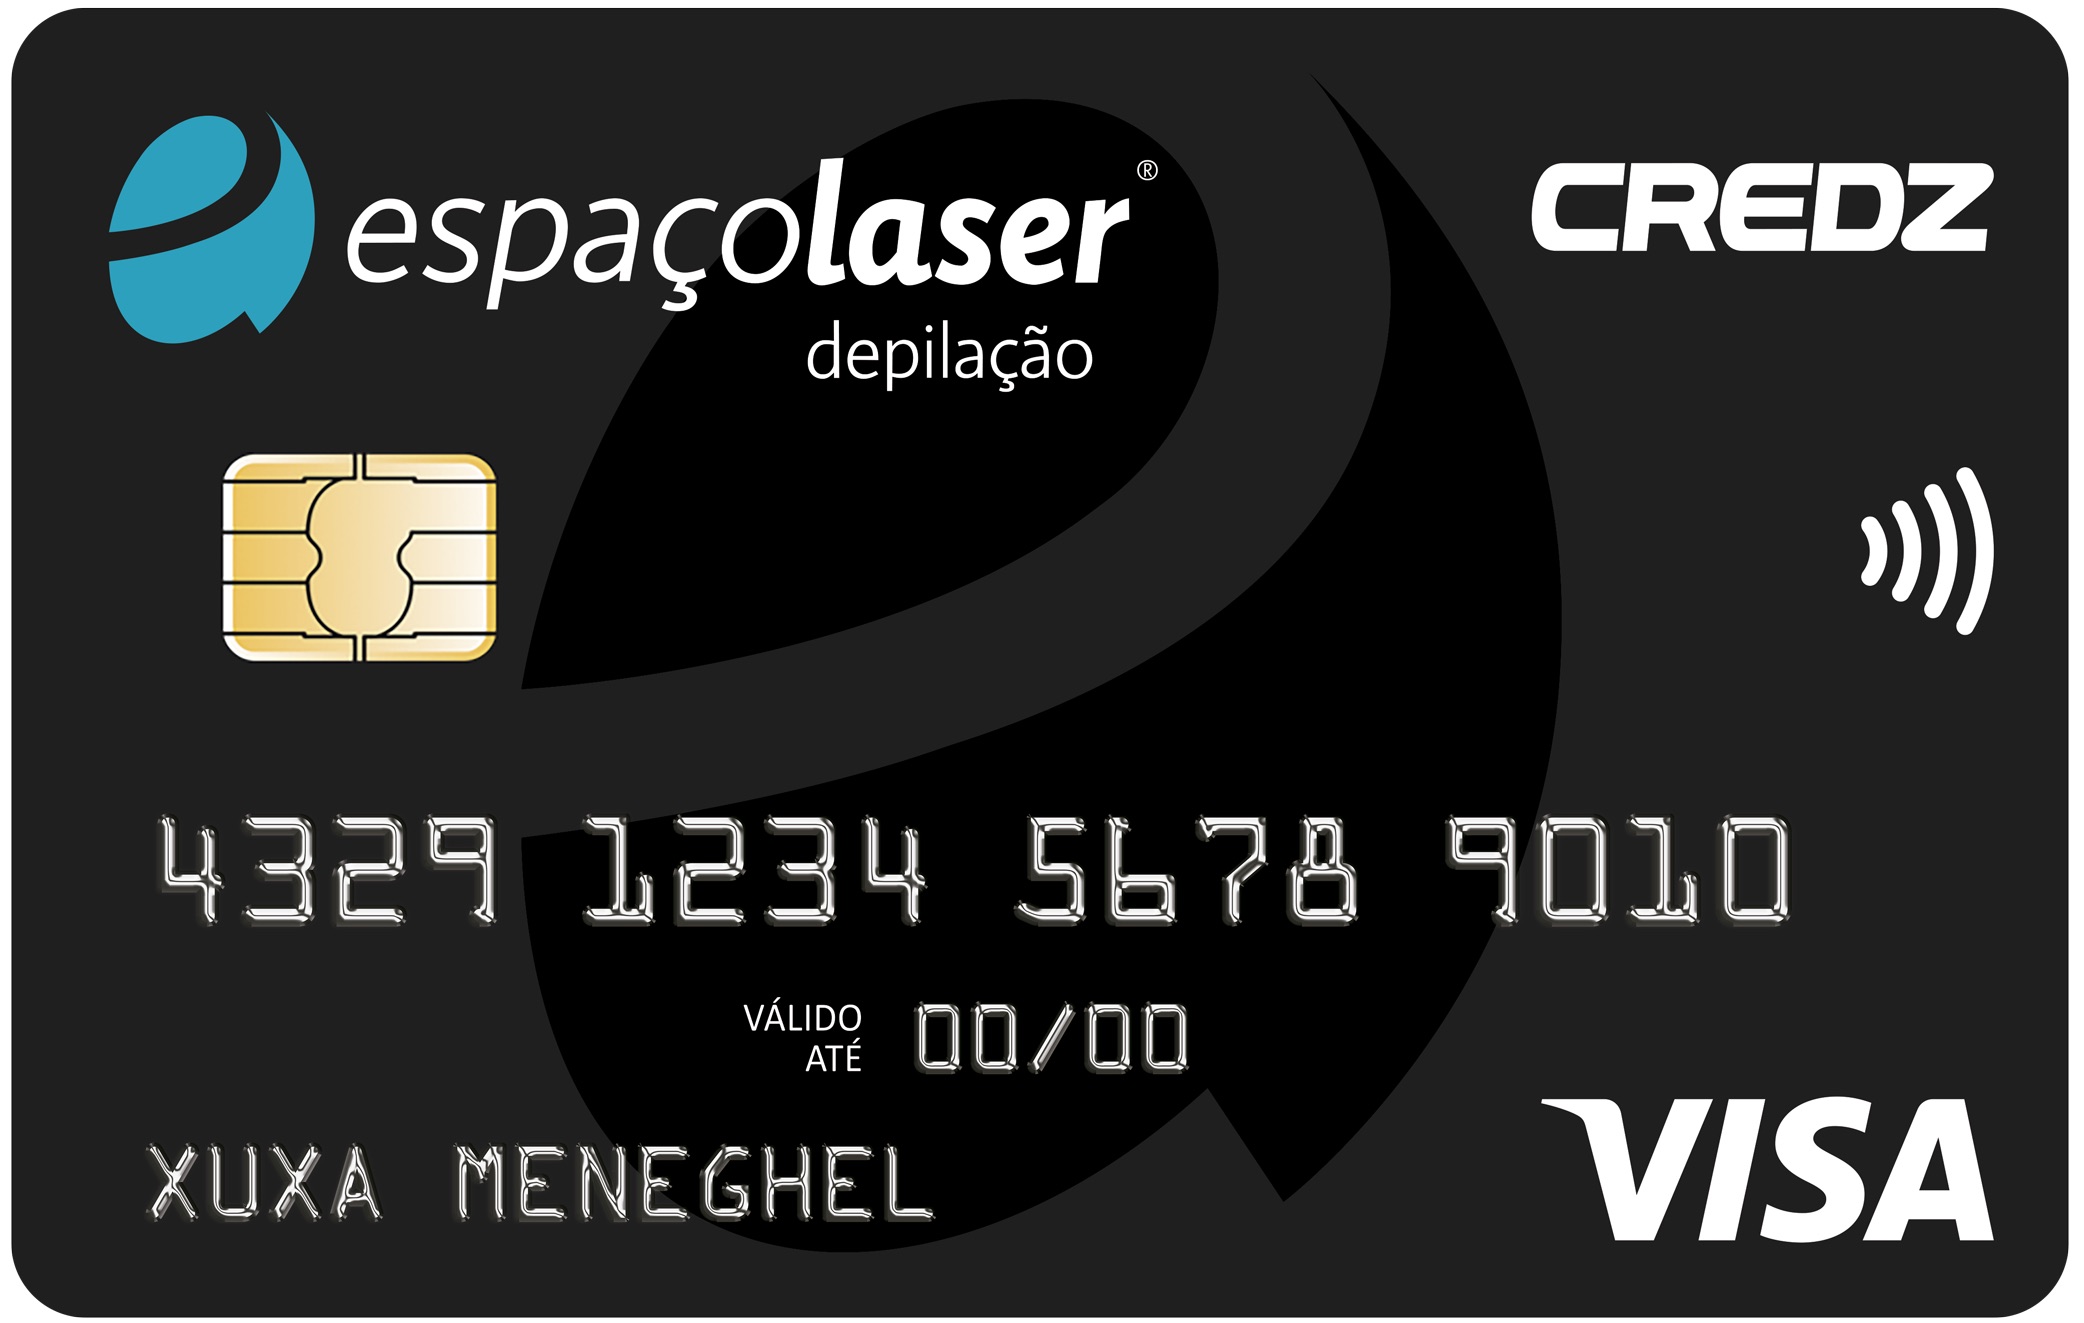 espaçolaser®
CREDZ
depilação
4329 1234 5678 9010
VÁLIDO
ATÉ
00/00
XUXA MENEGHEL
VISA